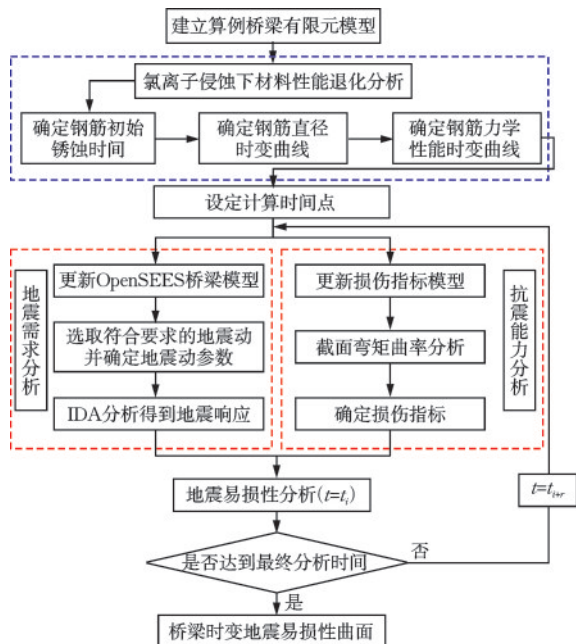 建立算例桥梁有限元模型
氯离子侵蚀下材料性能退化分析
确定钢筋初始
锈蚀时间
确定钢筋直径
时变曲线
确定钢筋力学
性能时变曲线
设定计算时间点
地震需求分析
更新OpenSEES桥梁模型
选取符合要求的地震动
并确定地震动参数
IDA分析得到地震响应
更新损伤指标模型
截面弯矩曲率分析
确定损伤指标
抗震能力分析
地震易损性分析(t=ti)
t=ti+r
是否达到最终分析时间
否
是
桥梁时变地震易损性曲面